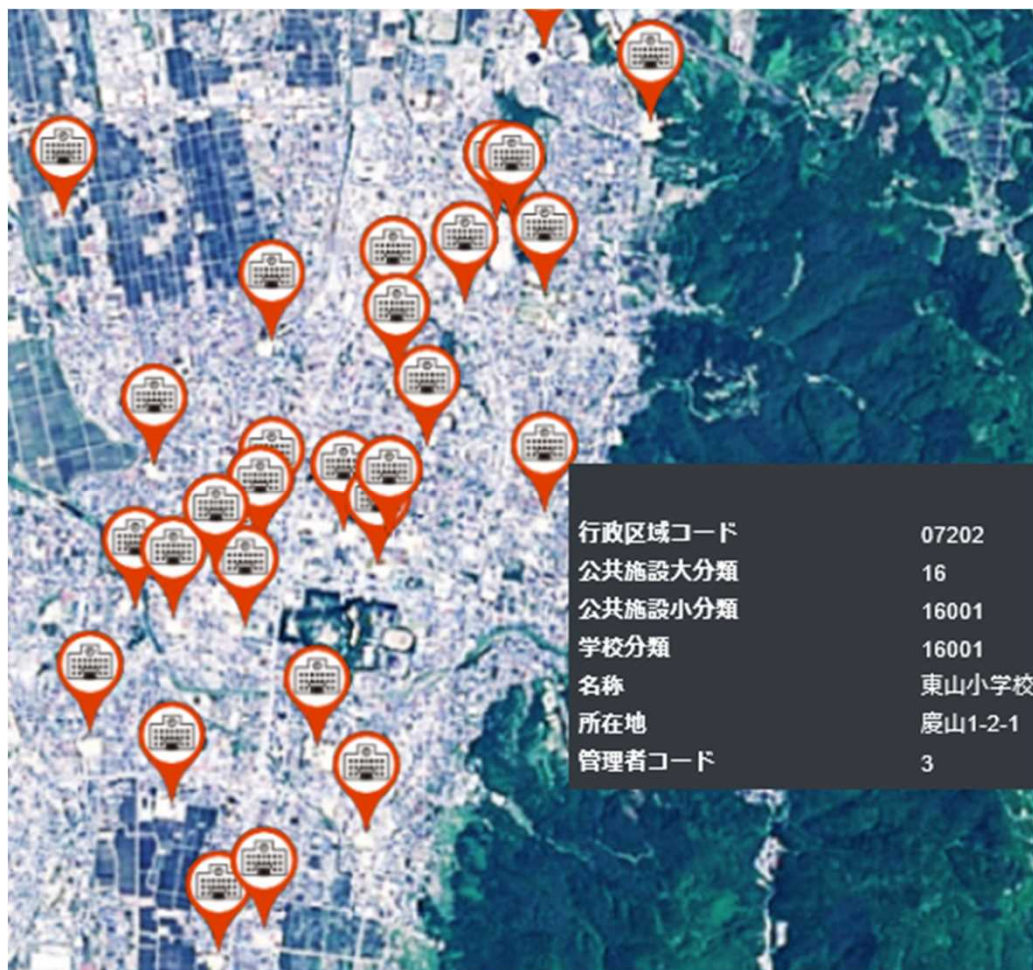 行政区域コード 07202
公共施設大分類 16
公共施設小分類 16001
学校分類 16001
名称 東山小学校
所在地 慶山1-2-1
管理者コード 3